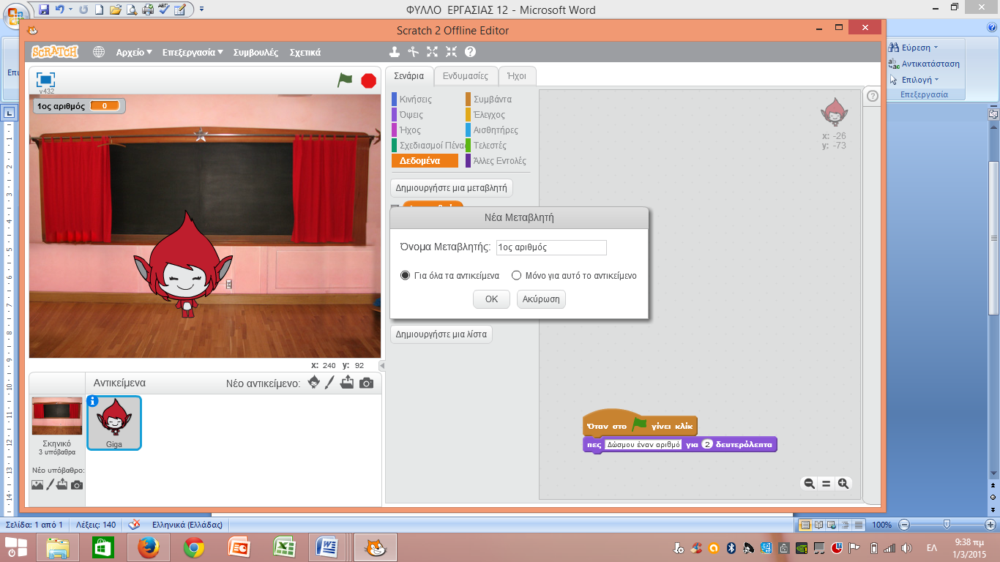 ΦΥΛΛΟ ΕΡΓΑΣΙΑΣ 12 - Microsoft Word
Scratch 2 Offline Editor
SCRATCH
Αρχείο
Επεξεργασία
Συμβουλές
Σχετικά
Εύρεση
Αντικατάσταση
Επιλογή
Επεξεργασία
v432
1ος αριθμός 0
Σενάρια
Ενδυμασίες
Ήχοι
Κινήσεις
Συμβάντα
Όψεις
Έλεγχος
Ήχος
Αισθητήρες
Σχεδιασμοί Πένα
Τελεστές
Δεδομένα
Άλλες Εντολές
x: -26
y: -73
Δημιουργήστε μια μεταβλητή
Νέα Μεταβλητή
Όνομα Μεταβλητής: 1ος αριθμός
Για όλα τα αντικείμενα
Μόνο για αυτό το αντικείμενο
OK
Ακύρωση
Δημιουργήστε μια λίστα
x: 240 y: 92
Αντικείμενα
Νέο αντικείμενο:
Σκηνικό
3 υπόβαθρα
Giga
Νέο υπόβαθρο:
Όταν στο γίνει κλίκ
πες Δώσμου έναν αριθμό για 2 δευτερόλεπτα
Σελίδα: 1 από 1
Λέξεις: 140
Ελληνικά (Ελλάδας)
100%
ΕΛ
9:38 πμ
1/3/2015